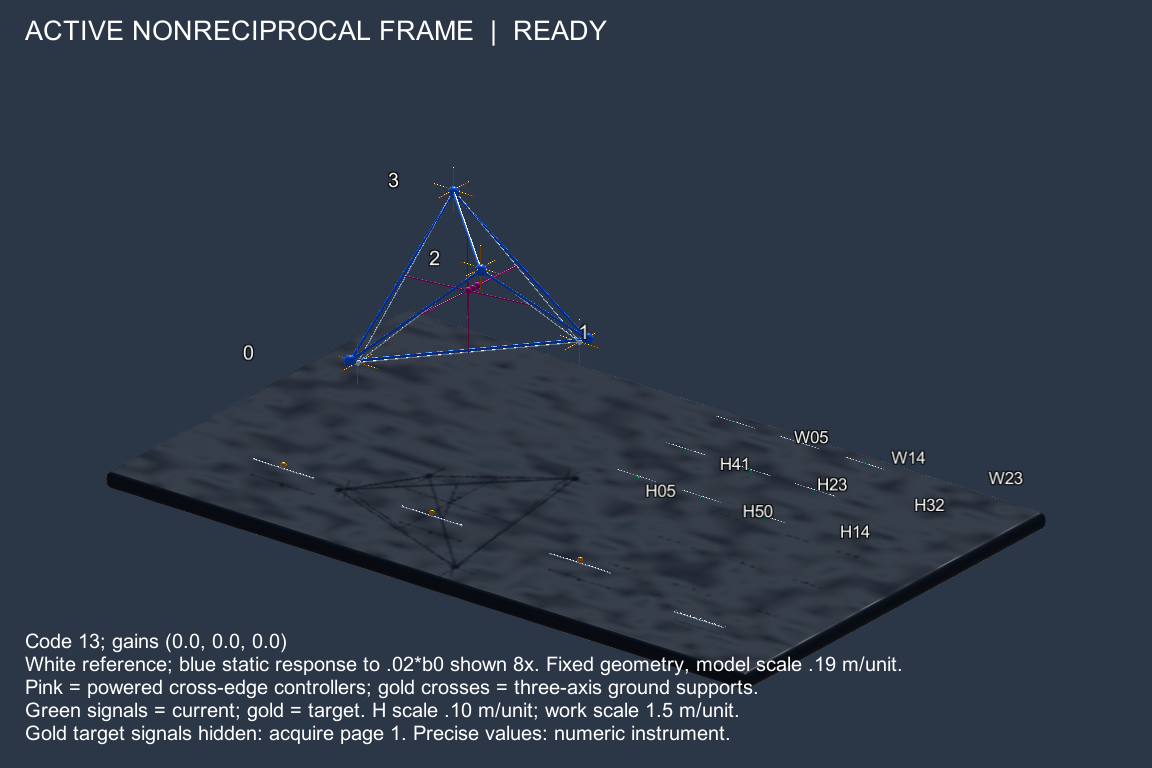 ACTIVE NONRECIPROCAL FRAME | READY
3
2
1
0
W05
W14
H41
W23
H23
H05
H32
H50
H14
Code 13; gains (0.0, 0.0, 0.0)
White reference; blue static response to .02*b0 shown 8x. Fixed geometry, model scale .19 m/unit.
Pink = powered cross-edge controllers; gold crosses = three-axis ground supports.
Green signals = current; gold = target. H scale .10 m/unit; work scale 1.5 m/unit.
Gold target signals hidden: acquire page 1. Precise values: numeric instrument.